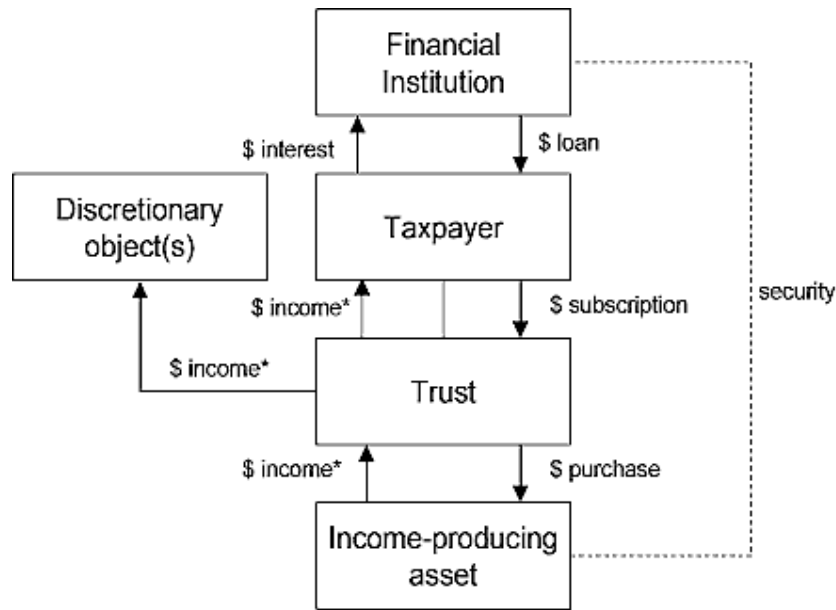 Financial
Institution
$ interest
$ loan
Discretionary
object(s)
Taxpayer
$ income*
$ subscription
security
$ income*
Trust
$ income*
$ purchase
Income-producing
asset